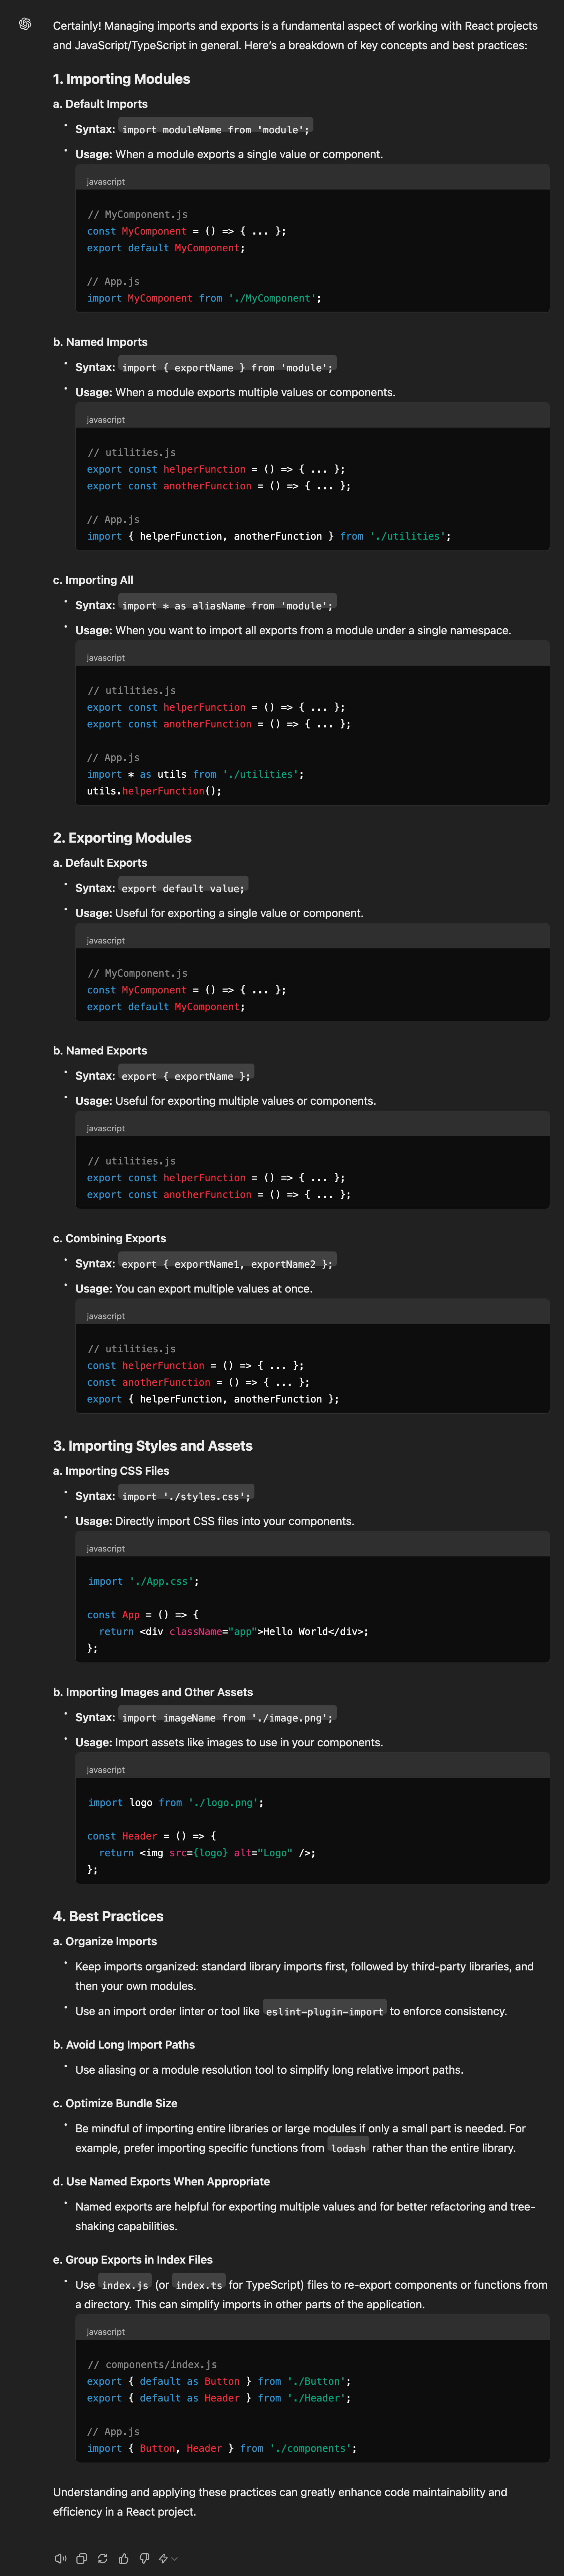 Certainly! Managing imports and exports is a fundamental aspect of working with React projects
and JavaScript/TypeScript in general. Here's a breakdown of key concepts and best practices:
1. Importing Modules
a. Default Imports
• Syntax: import moduleName from 'module';
• Usage: When a module exports a single value or component.
javascript
// MyComponent.js
const MyComponent = () => { ... };
export default MyComponent;
// App.js
import MyComponent from './MyComponent';
b. Named Imports
• Syntax: import { exportName } from 'module';
• Usage: When a module exports multiple values or components.
javascript
// utilities.js
export const helperFunction = () => { ... };
export const anotherFunction = () => { ... };
// App.js
import { helperFunction, anotherFunction } from './utilities';
c. Importing All
• Syntax: import * as aliasName from 'module';
• Usage: When you want to import all exports from a module under a single namespace.
javascript
// utilities.js
export const helperFunction = () => { ... };
export const anotherFunction = () => { ... };
// App.js
import * as utils from './utilities';
utils.helperFunction();
2. Exporting Modules
a. Default Exports
• Syntax: export default value;
• Usage: Useful for exporting a single value or component.
javascript
// MyComponent.js
const MyComponent = () => { ... };
export default MyComponent;
b. Named Exports
• Syntax: export { exportName };
• Usage: Useful for exporting multiple values or components.
javascript
// utilities.js
export const helperFunction = () => { ... };
export const anotherFunction = () => { ... };
c. Combining Exports
• Syntax: export { exportName1, exportName2 };
• Usage: You can export multiple values at once.
javascript
// utilities.js
const helperFunction = () => { ... };
const anotherFunction = () => { ... };
export { helperFunction, anotherFunction };
3. Importing Styles and Assets
a. Importing CSS Files
• Syntax: import './styles.css';
• Usage: Directly import CSS files into your components.
javascript
import './App.css';
const App = () => {
  return <div className="app">Hello World</div>;
};
b. Importing Images and Other Assets
• Syntax: import imageName from './image.png';
• Usage: Import assets like images to use in your components.
javascript
import logo from './logo.png';
const Header = () => {
  return <img src={logo} alt="Logo" />;
};
4. Best Practices
a. Organize Imports
• Keep imports organized: standard library imports first, followed by third-party libraries, and
then your own modules.
• Use an import order linter or tool like eslint-plugin-import to enforce consistency.
b. Avoid Long Import Paths
• Use aliasing or a module resolution tool to simplify long relative import paths.
c. Optimize Bundle Size
• Be mindful of importing entire libraries or large modules if only a small part is needed. For
example, prefer importing specific functions from lodash rather than the entire library.
d. Use Named Exports When Appropriate
• Named exports are helpful for exporting multiple values and for better refactoring and tree-
shaking capabilities.
e. Group Exports in Index Files
• Use index.js (or index.ts for TypeScript) files to re-export components or functions from
a directory. This can simplify imports in other parts of the application.
javascript
// components/index.js
export { default as Button } from './Button';
export { default as Header } from './Header';
// App.js
import { Button, Header } from './components';
Understanding and applying these practices can greatly enhance code maintainability and
efficiency in a React project.